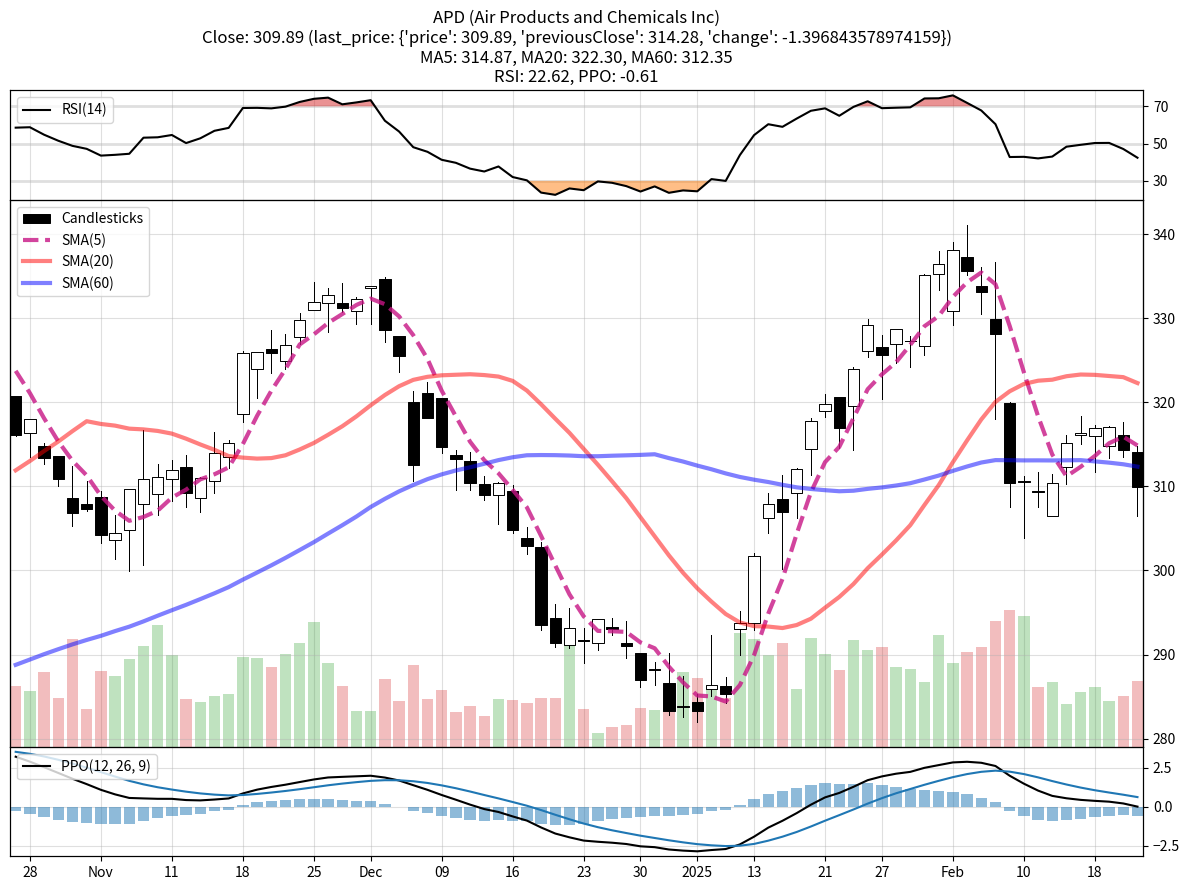 APD (Air Products and Chemicals Inc)
Close: 309.89 (last_price: {'price': 309.89, 'previousClose': 314.28, 'change': -1.396843578974159})
MA5: 314.87, MA20: 322.30, MA60: 312.35
RSI: 22.62, PPO: -0.61
RSI(14)
70
50
30
Candlesticks
SMA(5)
SMA(20)
SMA(60)
340
330
320
310
300
290
280
PPO(12, 26, 9)
2.5
0.0
−2.5
28 Nov 11 18 25 Dec 09 16 23 30 2025 13 21 27 Feb 10 18